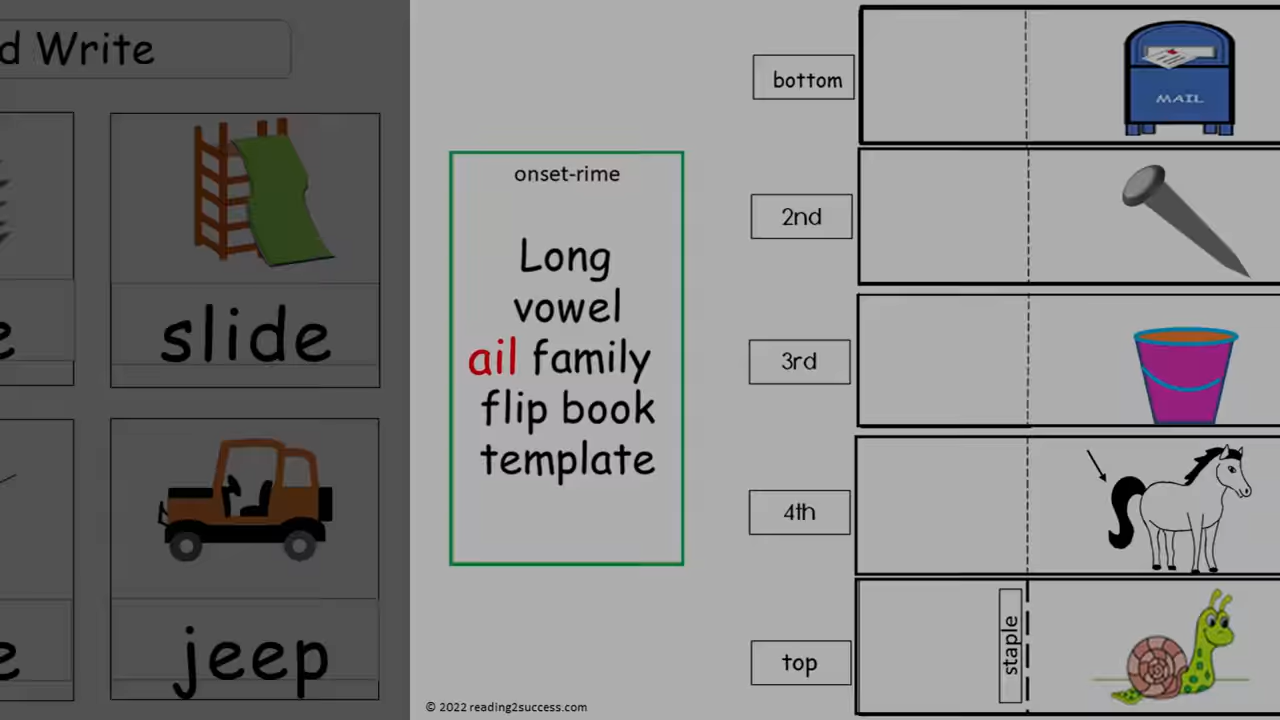 d Write
slide
e
jeep
e
onset-rime
Long
vowel
ail family
flip book
template
© 2022 reading2success.com
bottom
MAIL
2nd
3rd
4th
top
staple